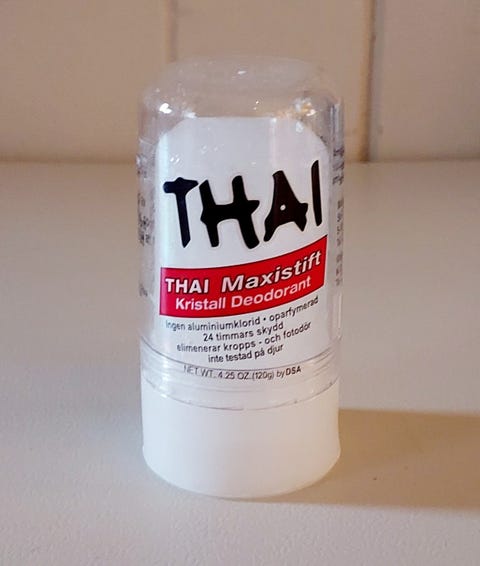 THAI
THAI Maxistift
Kristall Deodorant
Ingen aluminiumklorid • oparfymerad
24 timmars skydd
elimenerar kropps - och fotodör
inte testad på djur
NET WT. 4.25 OZ.(120g) by DSA